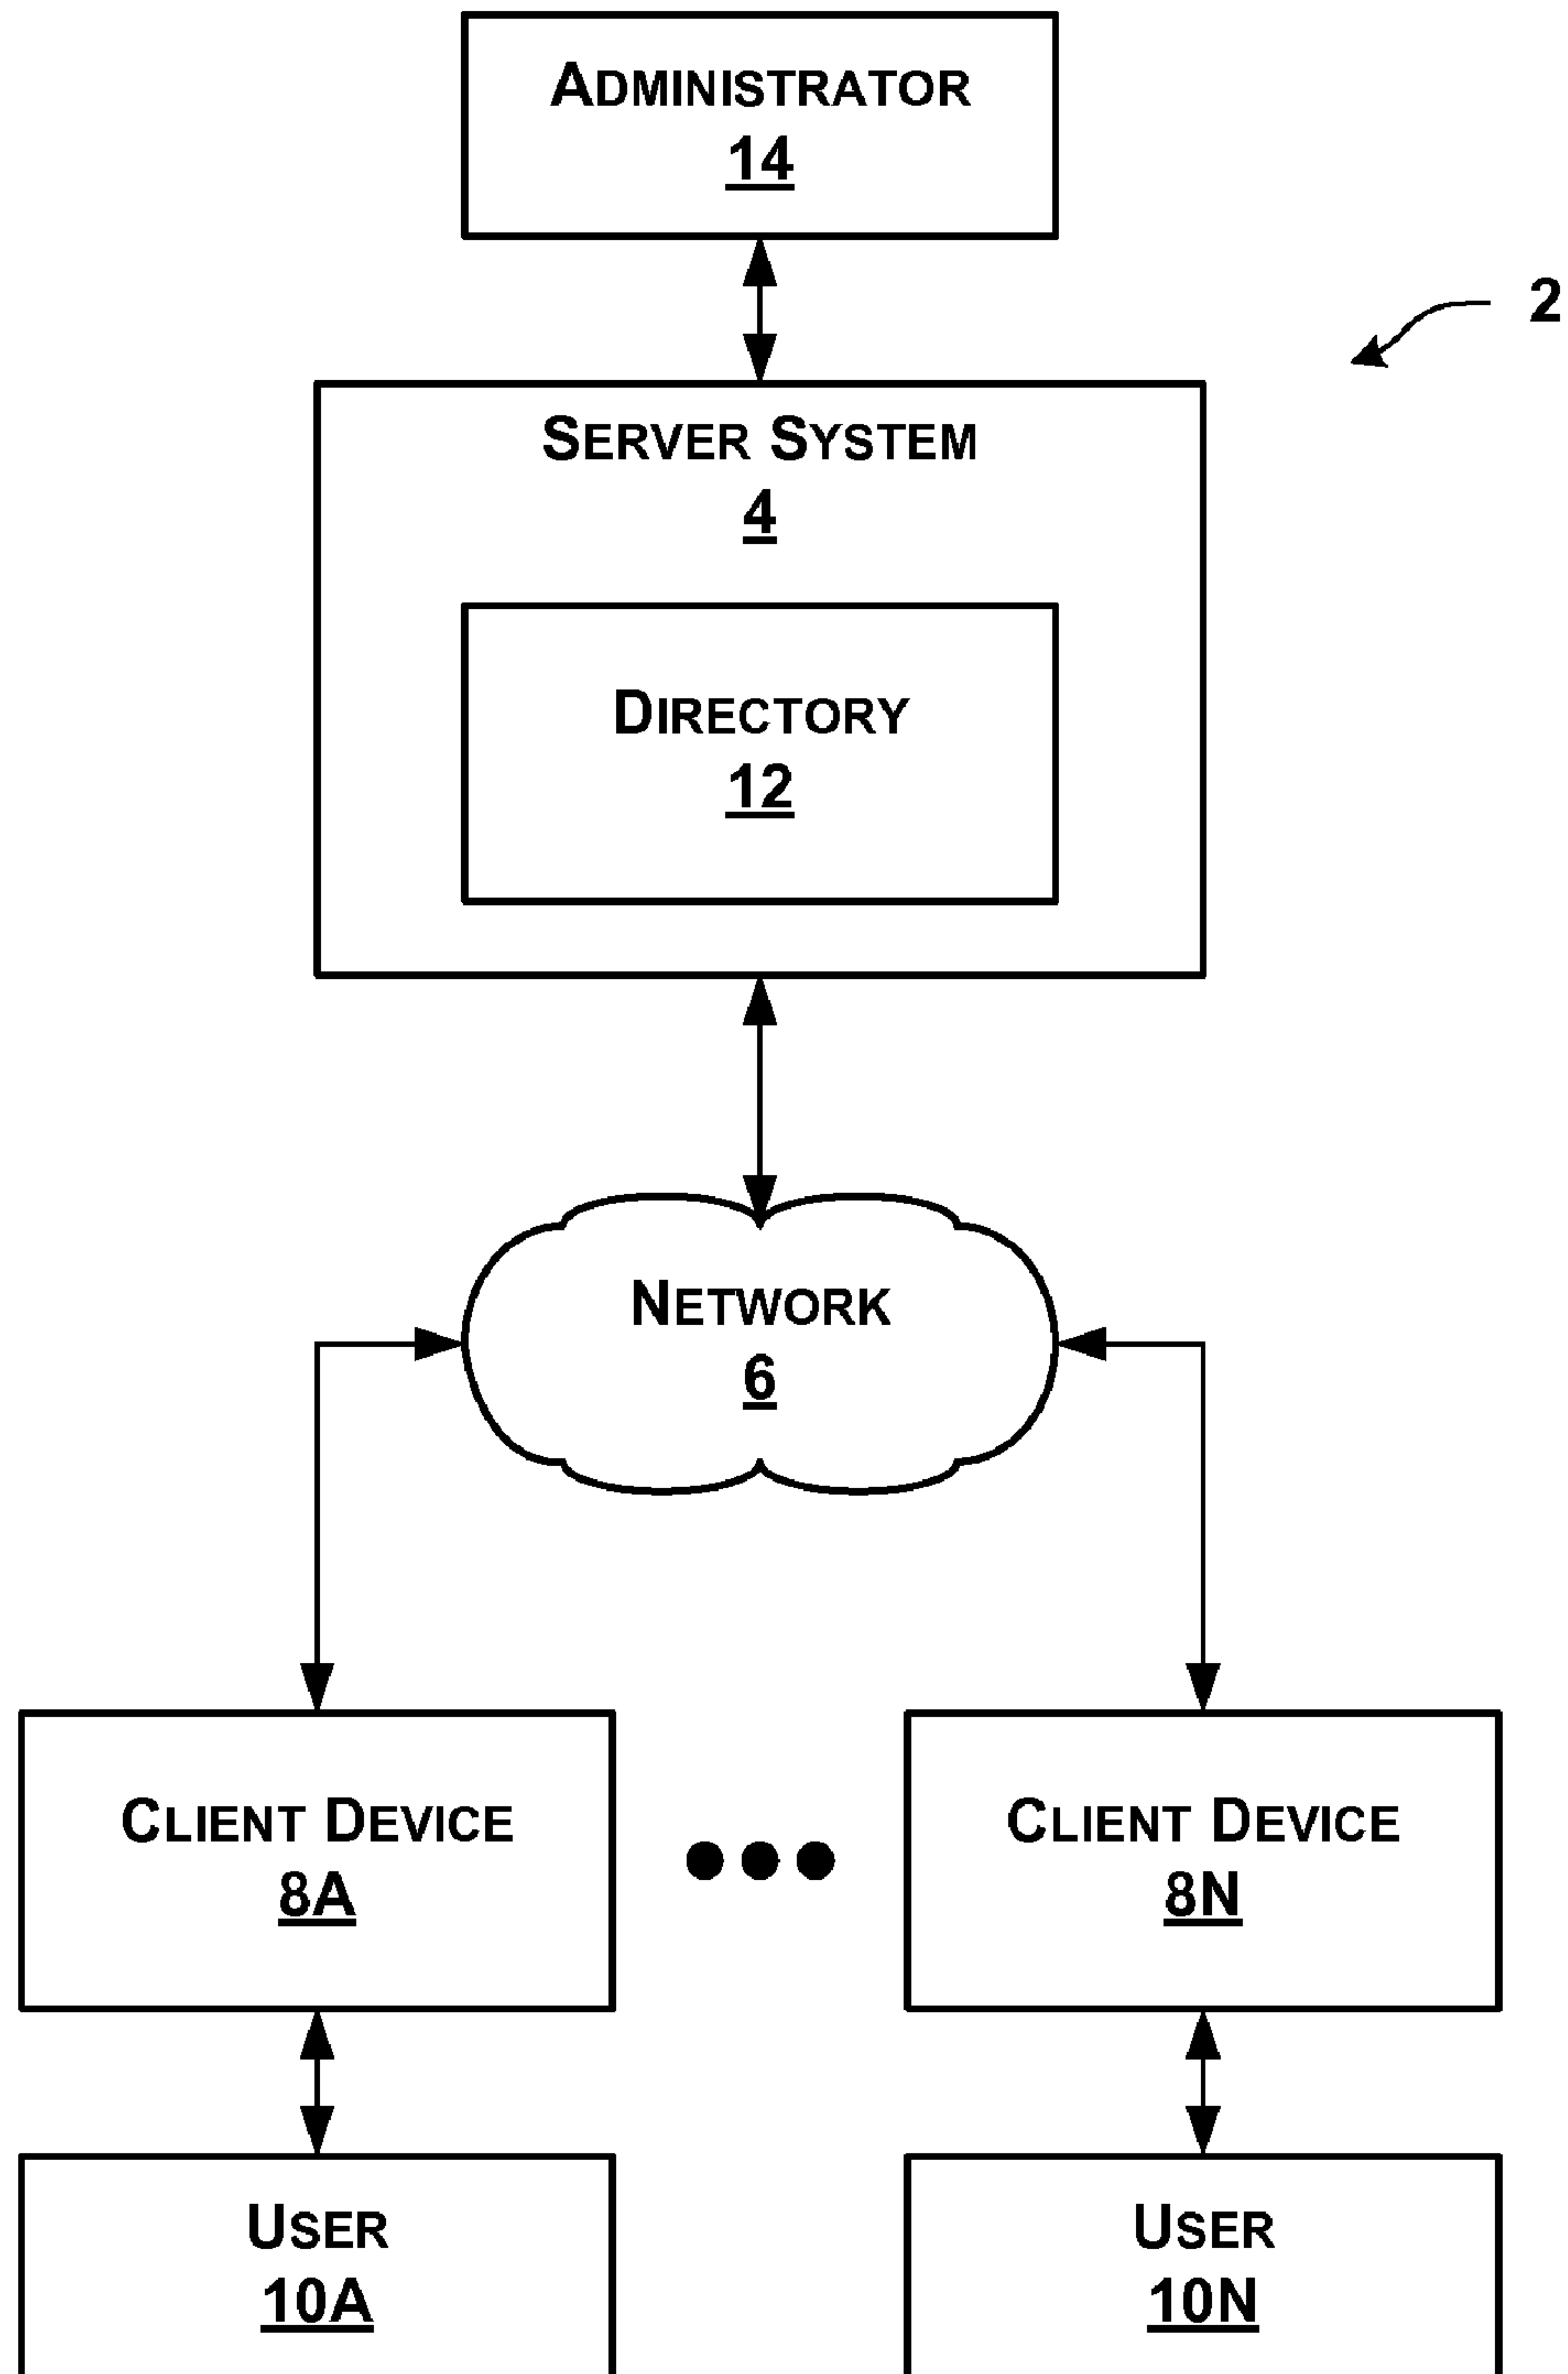 ADMINISTRATOR
14
2
SERVER SYSTEM
4
DIRECTORY
12
NETWORK
6
CLIENT DEVICE
8A
CLIENT DEVICE
8N
USER
10A
USER
10N